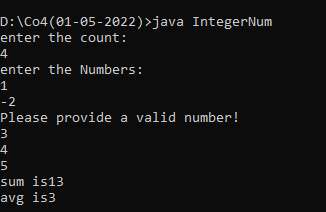 D:\Co4(01-05-2022)>java IntegerNum
enter the count:
4
enter the Numbers:
1
-2
Please provide a valid number!
3
4
5
sum is13
avg is3